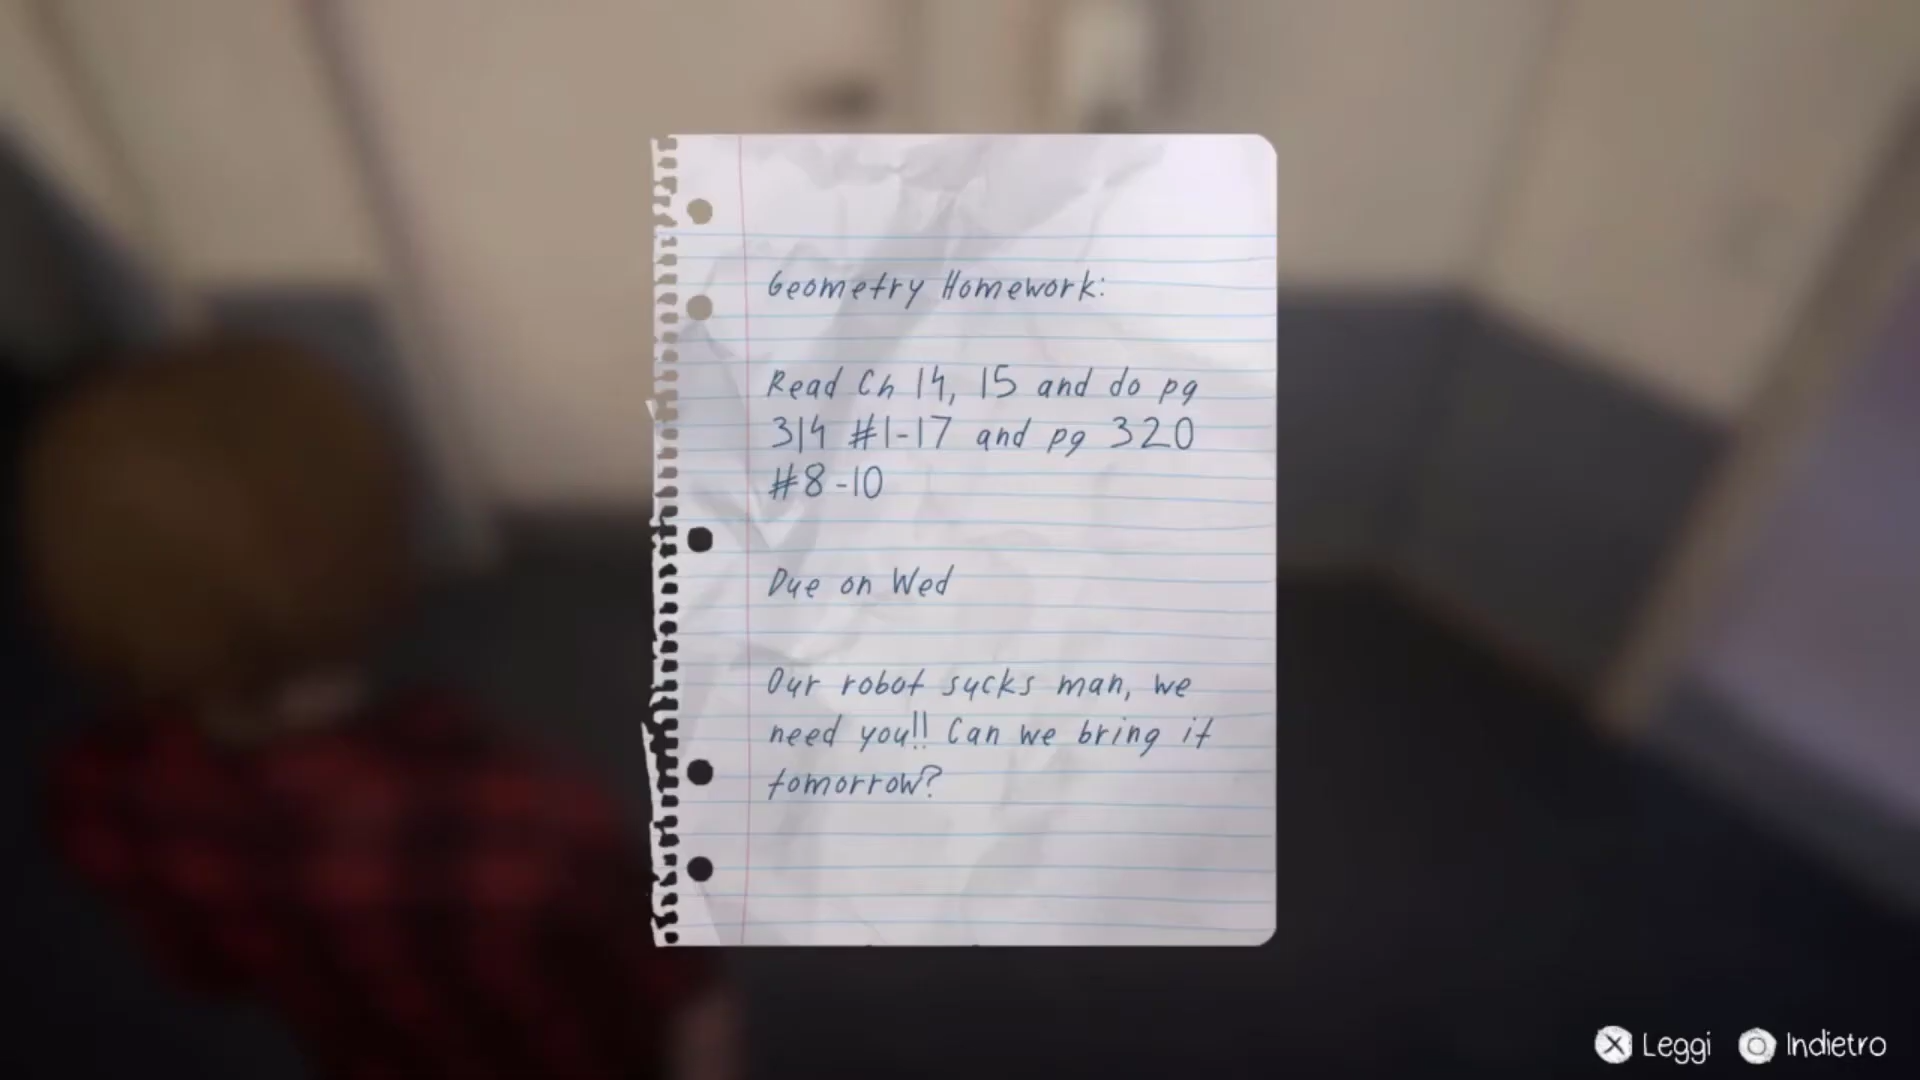 Geometry Homework:
Read Ch 14, 15 and do pg
314 #1-17 and pg 320
#8-10
Due on Wed
Our robot sucks man, we
need you!! Can we bring it
tomorrow?
Leggi
Indietro